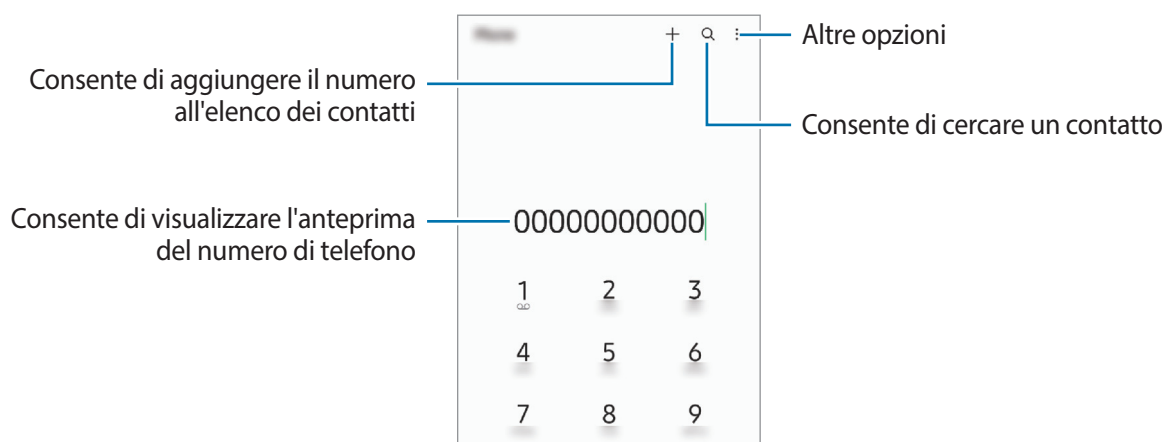 Altre opzioni
Consente di aggiungere il numero
all'elenco dei contatti
Consente di cercare un contatto
Consente di visualizzare l'anteprima
del numero di telefono
00000000000
1 2 3
4 5 6
7 8 9